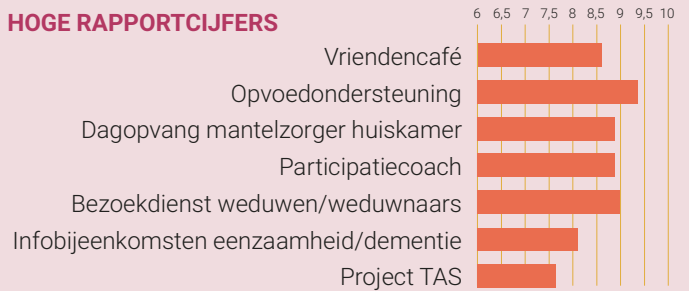 HOGE RAPPORTCIJFERS
6 6,5 7 7,5 8 8,5 9 9,5 10
Vriendencafé
Opvoedondersteuning
Dagopvang mantelzorger huiskamer
Participatiecoach
Bezoekdienst weduwen/weduwnaars
Infobijeenkomsten eenzaamheid/dementie
Project TAS